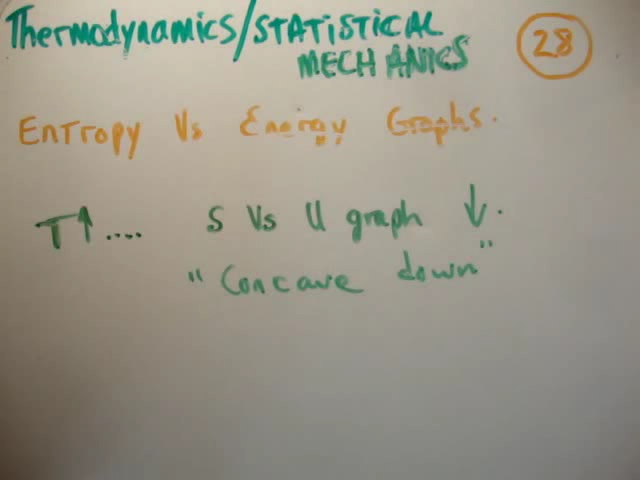 Thermodynamics/STATISTICAL
MECHANICS
28
Entropy Vs Energy Graphs.
T↑.... S Vs U graph ↓.
"Concave down"